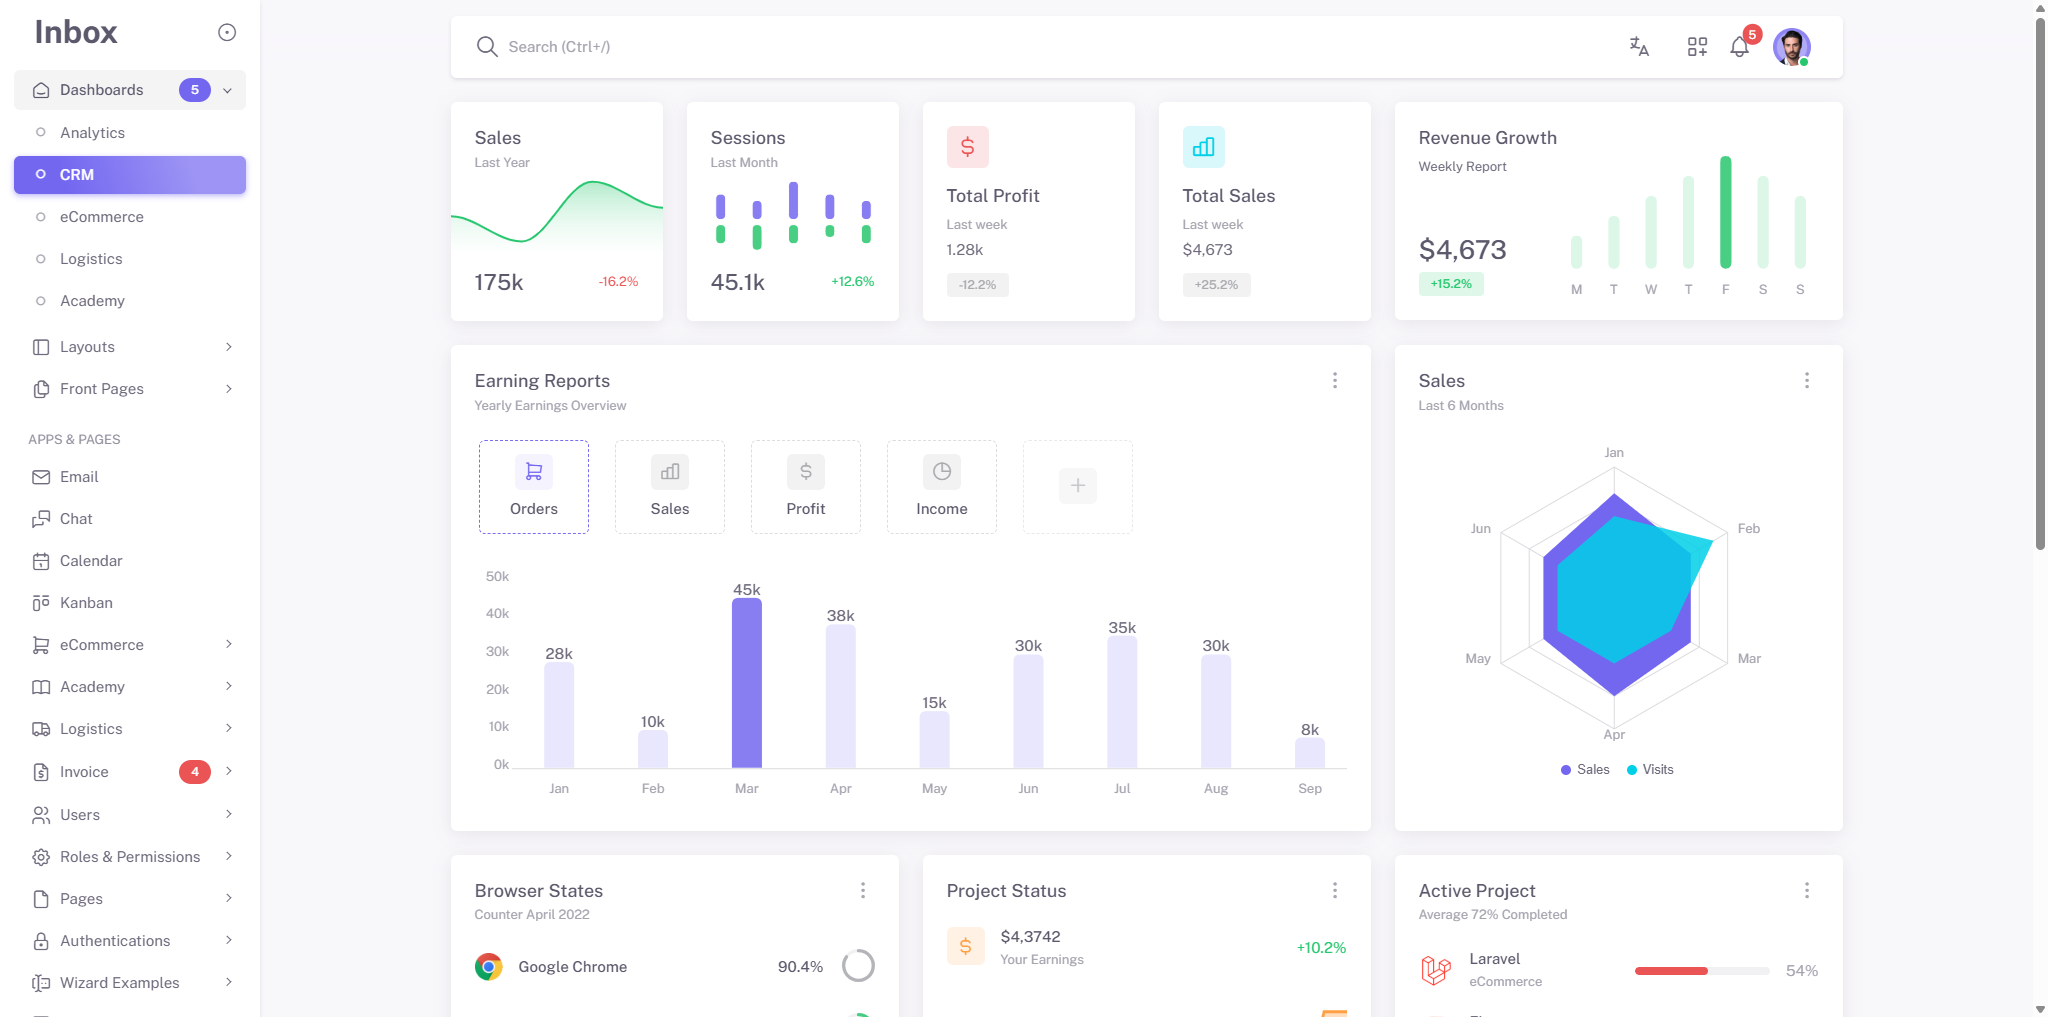 Inbox
Dashboards 5
Analytics
CRM
eCommerce
Logistics
Academy
Layouts
Front Pages
APPS & PAGES
Email
Chat
Calendar
Kanban
eCommerce
Academy
Logistics
Invoice 4
Users
Roles & Permissions
Pages
Authentications
Wizard Examples
Search (Ctrl+/)
5
Sales
Last Year
175k -16.2%
Sessions
Last Month
45.1k +12.6%
Total Profit
Last week
1.28k
-12.2%
Total Sales
Last week
$4,673
+25.2%
Revenue Growth
Weekly Report
$4,673
+15.2%
M T W T F S S
Earning Reports
Yearly Earnings Overview
Orders
Sales
Profit
Income
50k
40k
30k
20k
10k
0k
28k
10k
45k
38k
15k
30k
35k
30k
8k
Jan Feb Mar Apr May Jun Jul Aug Sep
Sales
Last 6 Months
Jan
Feb
Mar
Apr
May
Jun
Sales Visits
Browser States
Counter April 2022
Google Chrome 90.4%
Project Status
$4,3742
Your Earnings
+10.2%
Active Project
Average 72% Completed
Laravel
eCommerce
54%